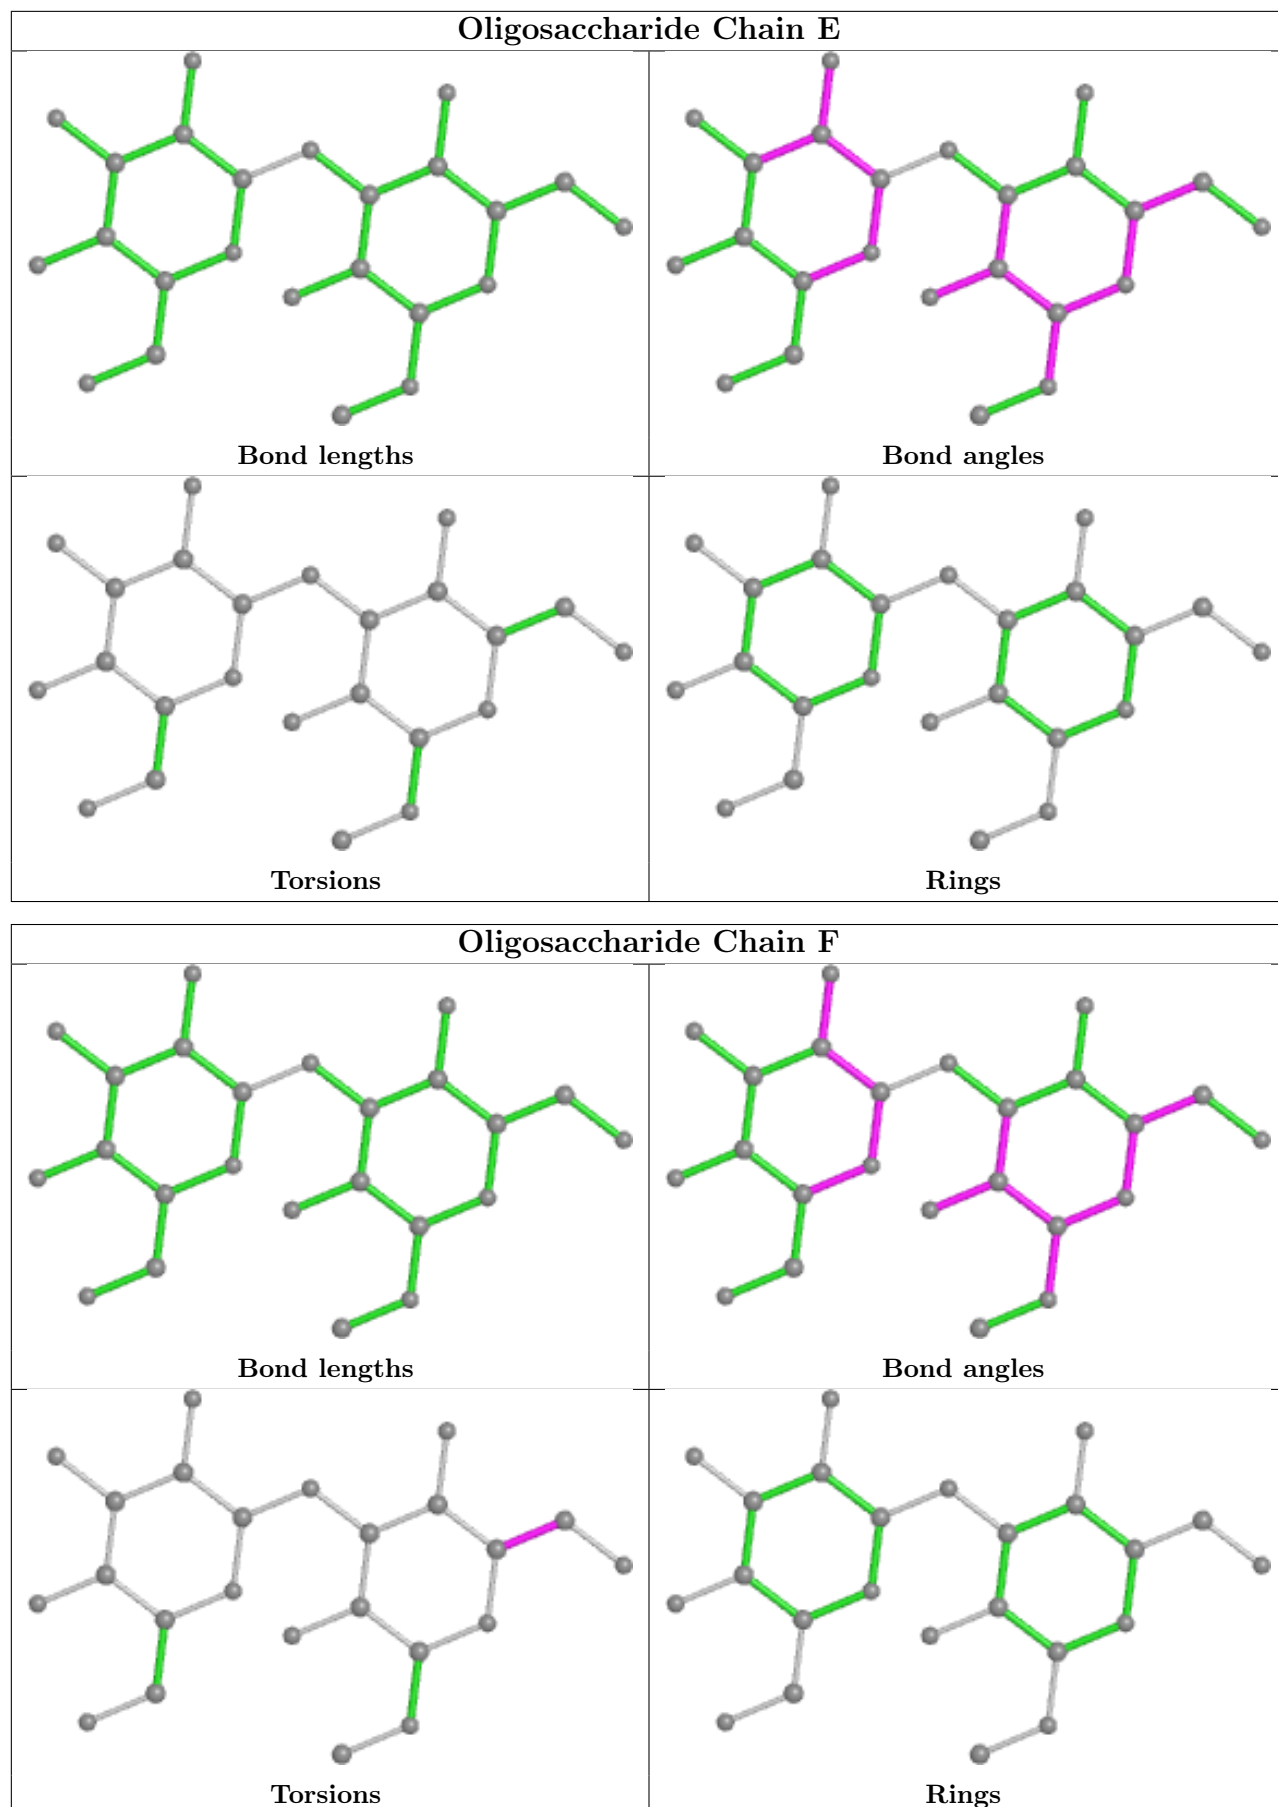 Oligosaccharide Chain E
Bond lengths
Bond angles
Torsions
Rings
Oligosaccharide Chain F
Bond lengths
Bond angles
Torsions
Rings